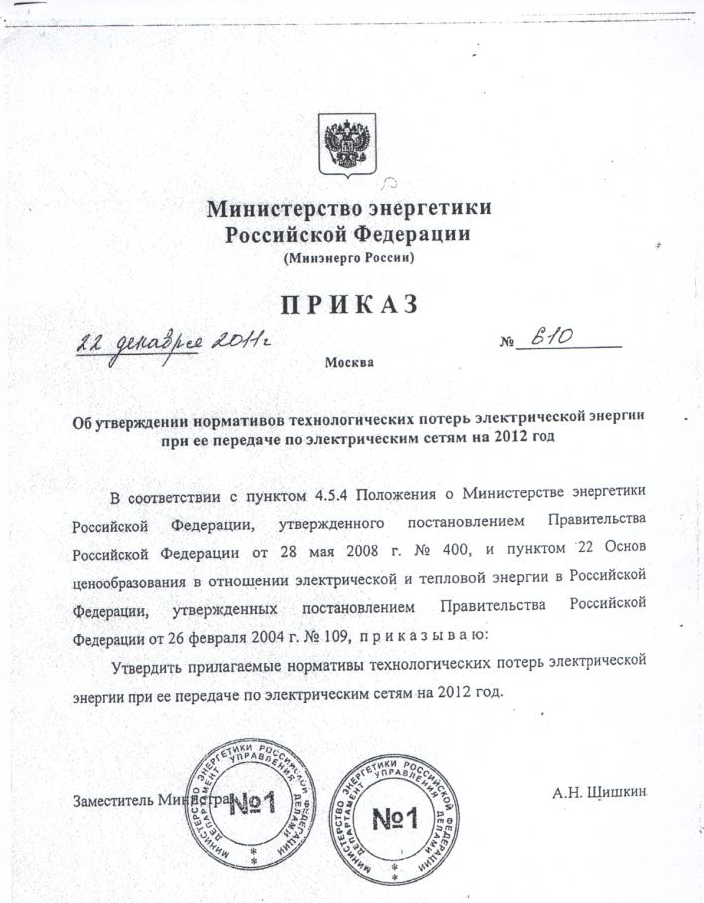 Министерство энергетики
Российской Федерации
(Минэнерго России)
ПРИКАЗ
22 декабря 2011г
№ 610
Москва
Об утверждении нормативов технологических потерь электрической энергии
при ее передаче по электрическим сетям на 2012 год
В соответствии с пунктом 4.5.4 Положения о Министерстве энергетики
Российской Федерации, утвержденного постановлением Правительства
Российской Федерации от 28 мая 2008 г. № 400, и пунктом 22 Основ
ценообразования в отношении электрической и тепловой энергии в Российской
Федерации, утвержденных постановлением Правительства Российской
Федерации от 26 февраля 2004 г. № 109, п р и к а з ы в а ю:
Утвердить прилагаемые нормативы технологических потерь электрической
энергии при ее передаче по электрическим сетям на 2012 год.
Заместитель Министра
А.Н. Шишкин
МИНИСТЕРСТВО ЭНЕРГЕТИКИ РОССИЙСКОЙ ФЕДЕРАЦИИ
ДЕПАРТАМЕНТ УПРАВЛЕНИЯ ДЕЛАМИ
№1
МИНИСТЕРСТВО ЭНЕРГЕТИКИ РОССИЙСКОЙ ФЕДЕРАЦИИ
ДЕПАРТАМЕНТ УПРАВЛЕНИЯ ДЕЛАМИ
№1